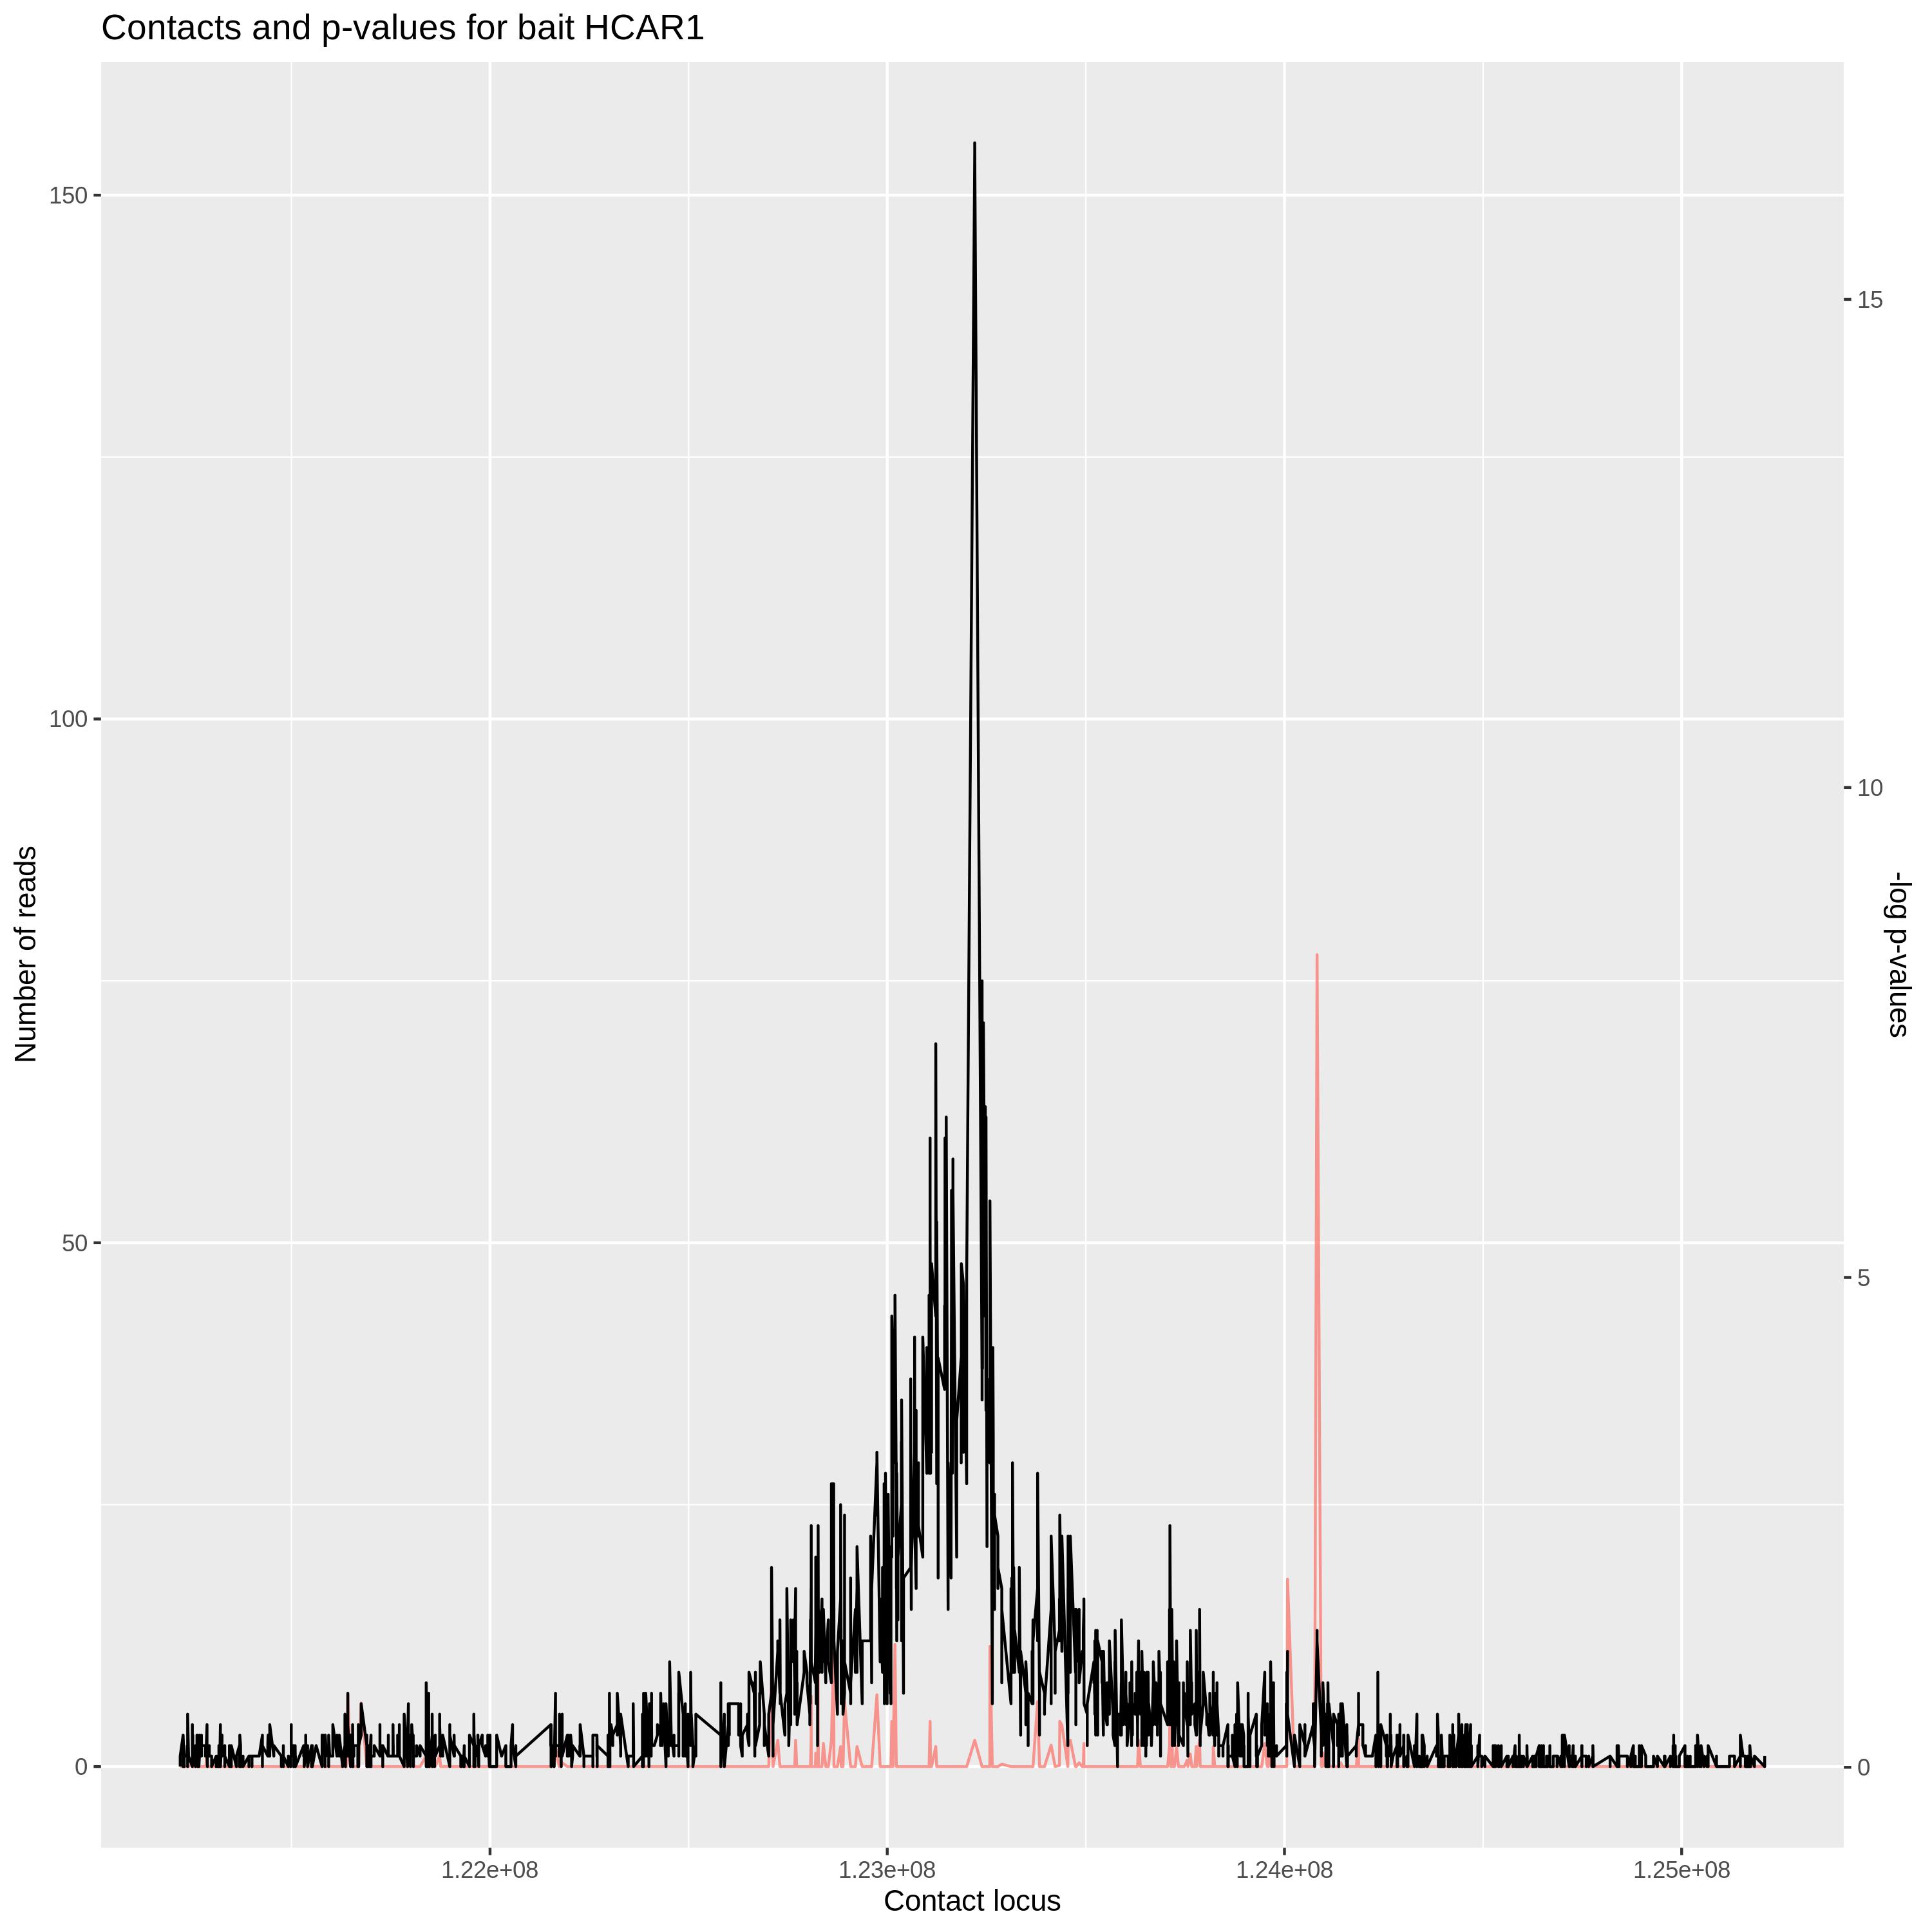 Contacts and p-values for bait HCAR1
150
100
50
0
Number of reads
15
10
5
0
-log p-values
1.22e+08
1.23e+08
1.24e+08
1.25e+08
Contact locus